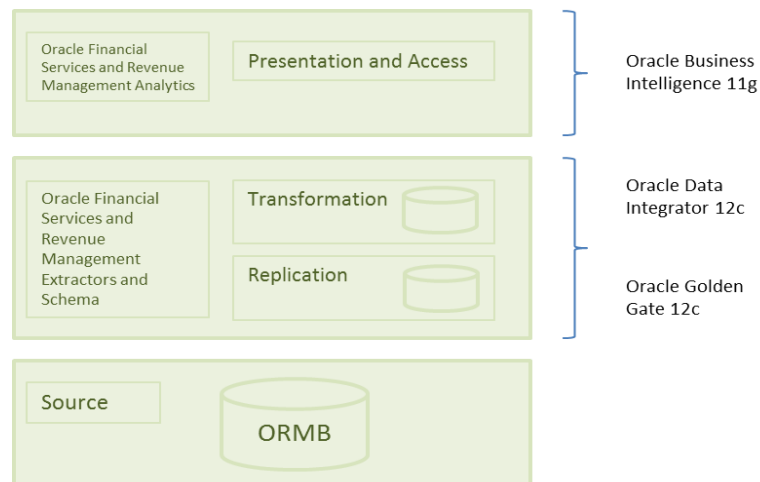 Oracle Financial
Services and Revenue
Management Analytics
Presentation and Access
Oracle Business
Intelligence 11g
Oracle Financial
Services and
Revenue
Management
Extractors and
Schema
Transformation
Replication
Oracle Data
Integrator 12c
Oracle Golden
Gate 12c
Source
ORMB